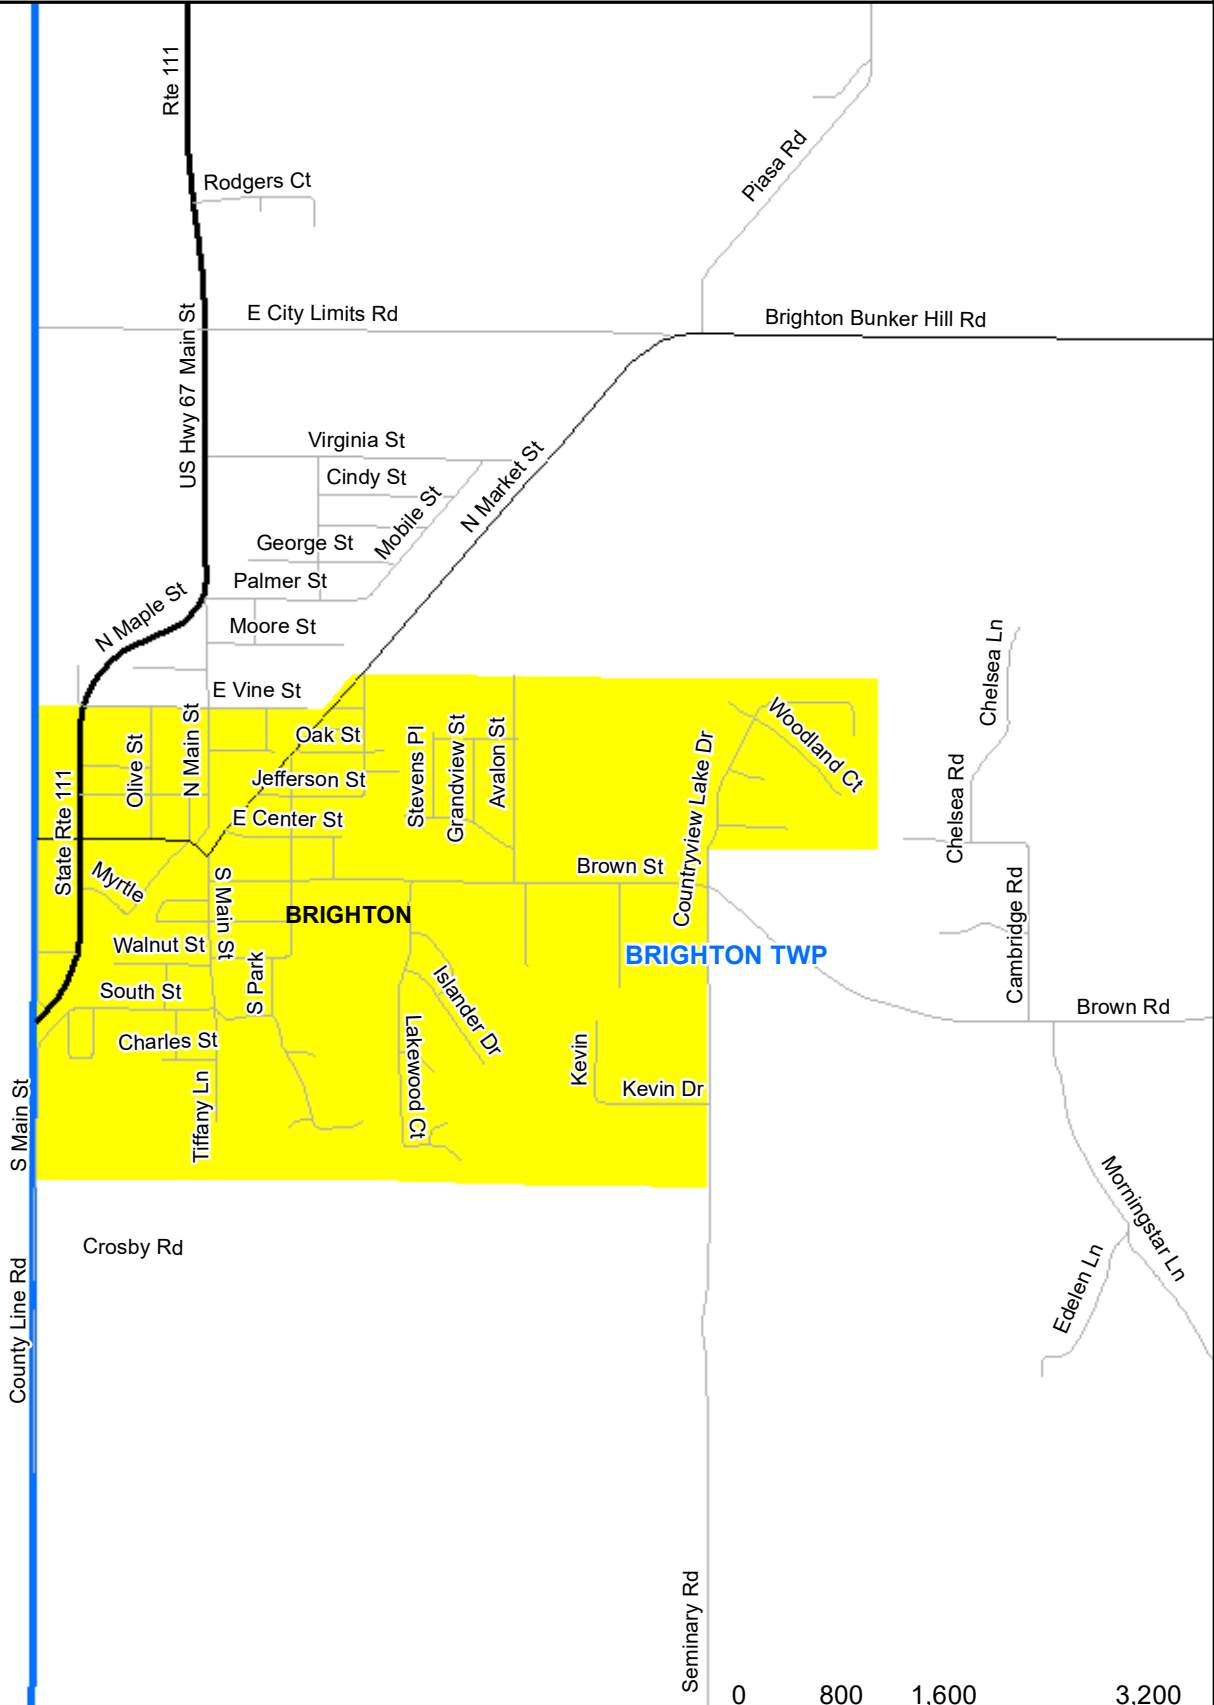 Rte 111
Rodgers Ct
Piasa Rd
US Hwy 67 Main St
E City Limits Rd
Brighton Bunker Hill Rd
Virginia St
Cindy St
Mobile St
N Market St
George St
Palmer St
N Maple St
Moore St
E Vine St
Chelsea Ln
N Main St
Olive St
Oak St
Jefferson St
E Center St
Stevens Pl
Grandview St
Avalon St
Countryview Lake Dr
Woodland Ct
Chelsea Rd
State Rte 111
Myrtle
Brown St
S Main St
BRIGHTON
BRIGHTON TWP
Cambridge Rd
Walnut St
South St
S Park
Islander Dr
Brown Rd
Charles St
Tiffany Ln
Lakewood Ct
Kevin
Kevin Dr
S Main St
Morningstar Ln
Edelen Ln
Crosby Rd
County Line Rd
Seminary Rd
0 800 1,600 3,200